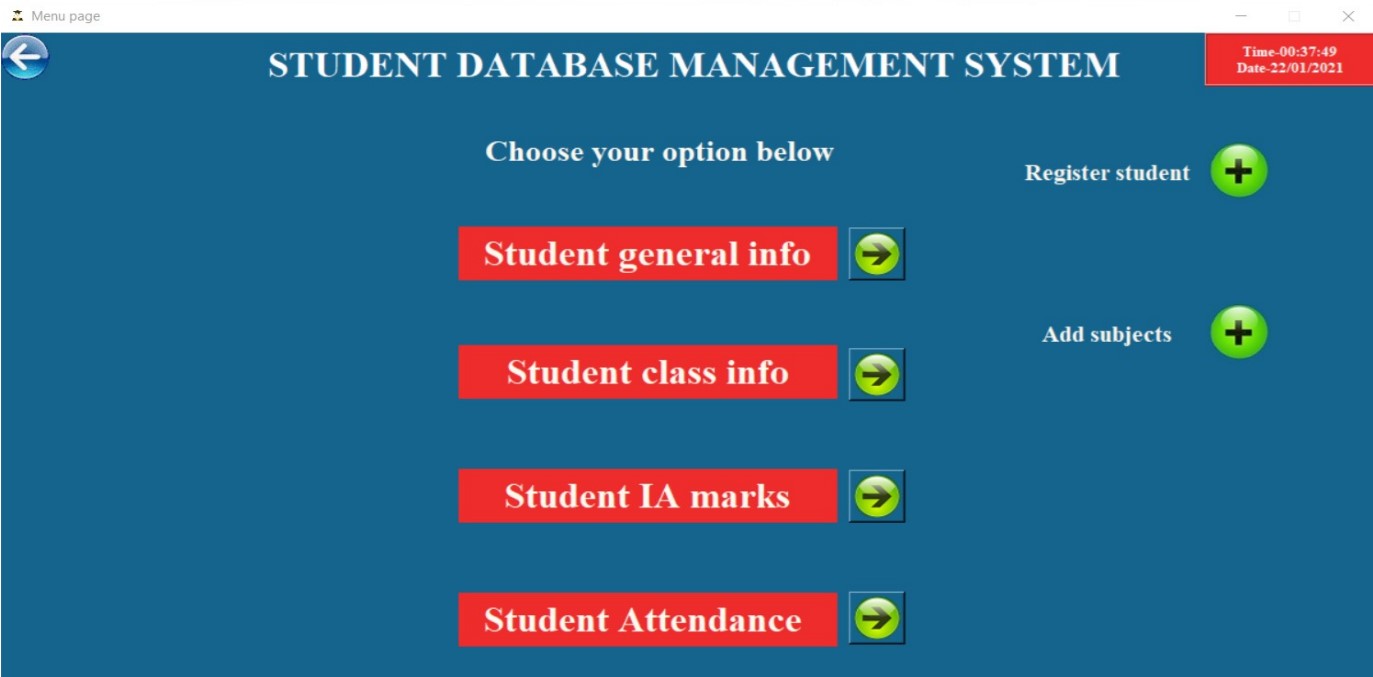 Menu page
STUDENT DATABASE MANAGEMENT SYSTEM
Time-00:37:49
Date-22/01/2021
Choose your option below
Register student
Student general info
Add subjects
Student class info
Student IA marks
Student Attendance